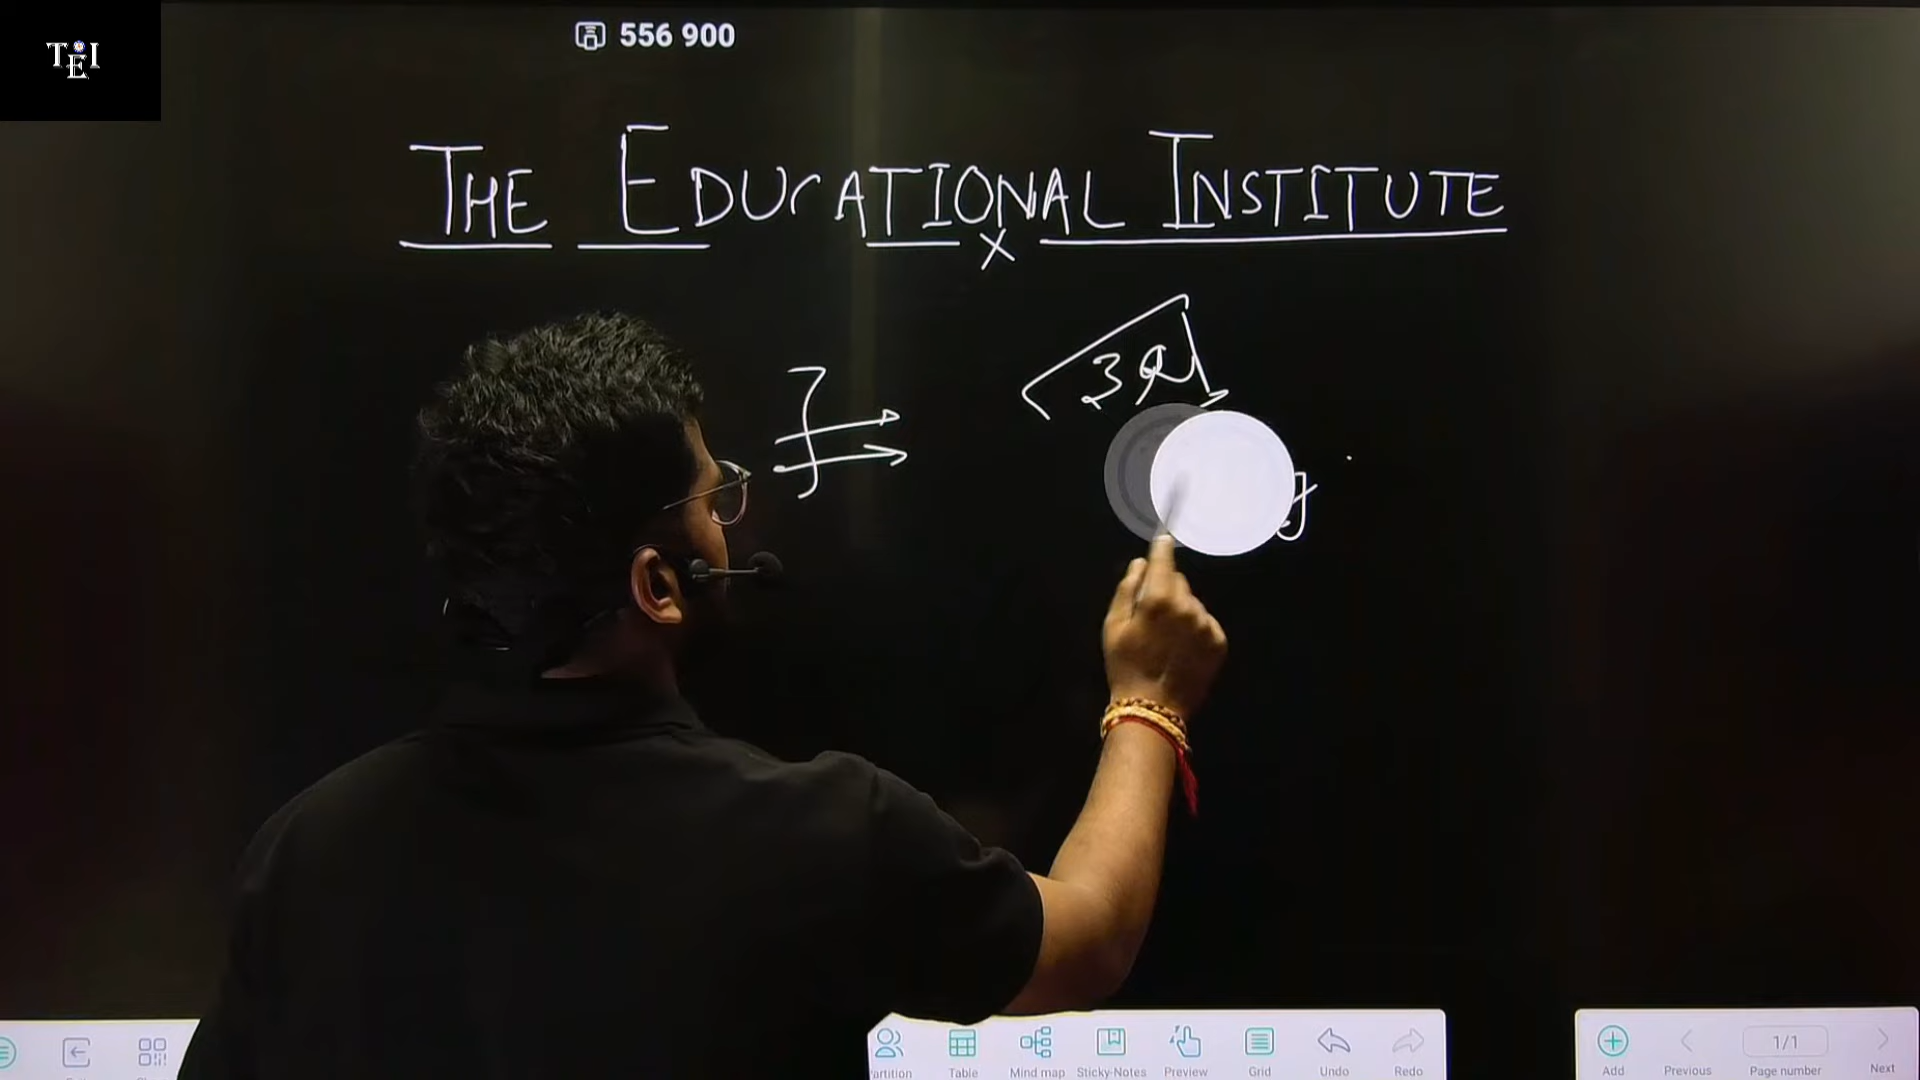 TEI
556 900
THE EDUCATIONAL INSTITUTE
x
Table Mind map Sticky-Notes Preview Grid Undo Redo
Add Previous 1/1 Page number Next